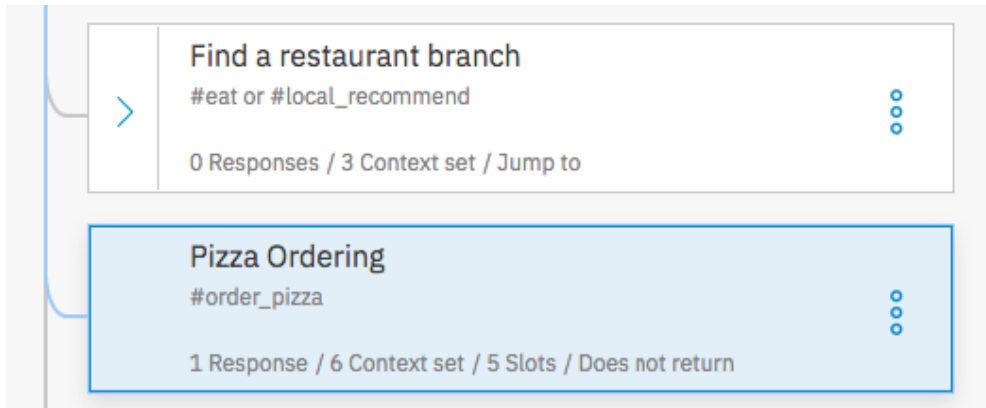 Find a restaurant branch
#eat or #local_recommend
0 Responses / 3 Context set / Jump to
Pizza Ordering
#order_pizza
1 Response / 6 Context set / 5 Slots / Does not return